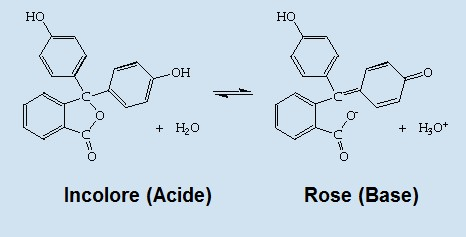 HO HO
OH O
C C
O O-
+ H₂O + H₃O⁺
C C
O O
Incolore (Acide) Rose (Base)